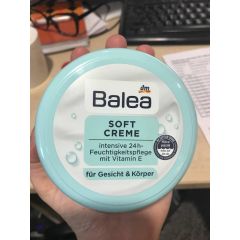 dm
Balea
SOFT
CREME
intensive 24h-
Feuchtigkeitspflege
mit Vitamin E
für Gesicht & Körper